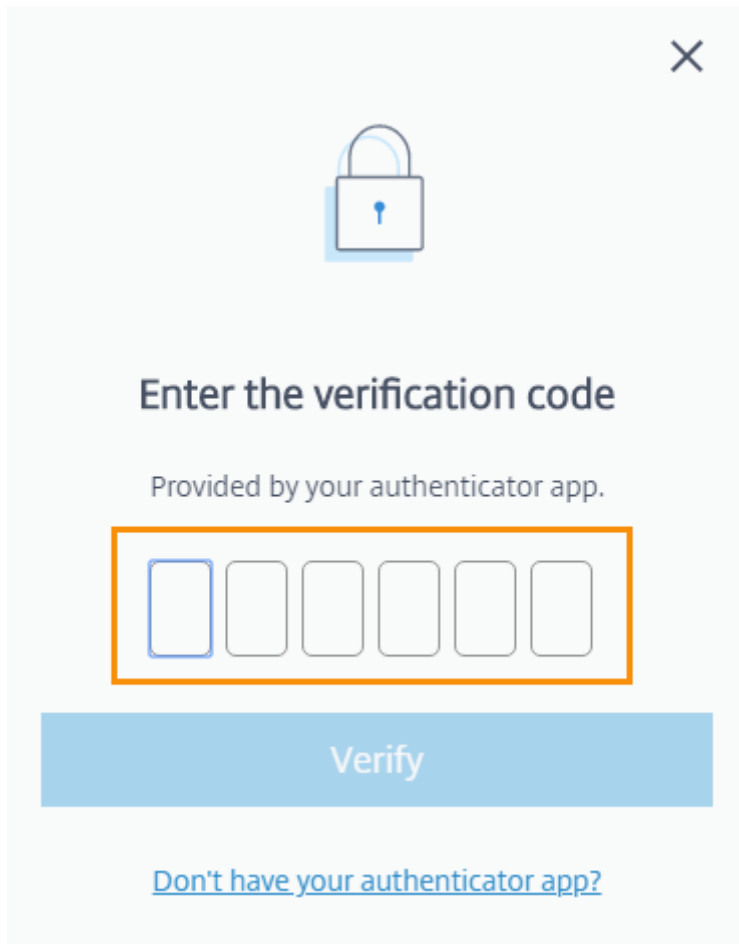 Enter the verification code
Provided by your authenticator app.
Verify
Don't have your authenticator app?